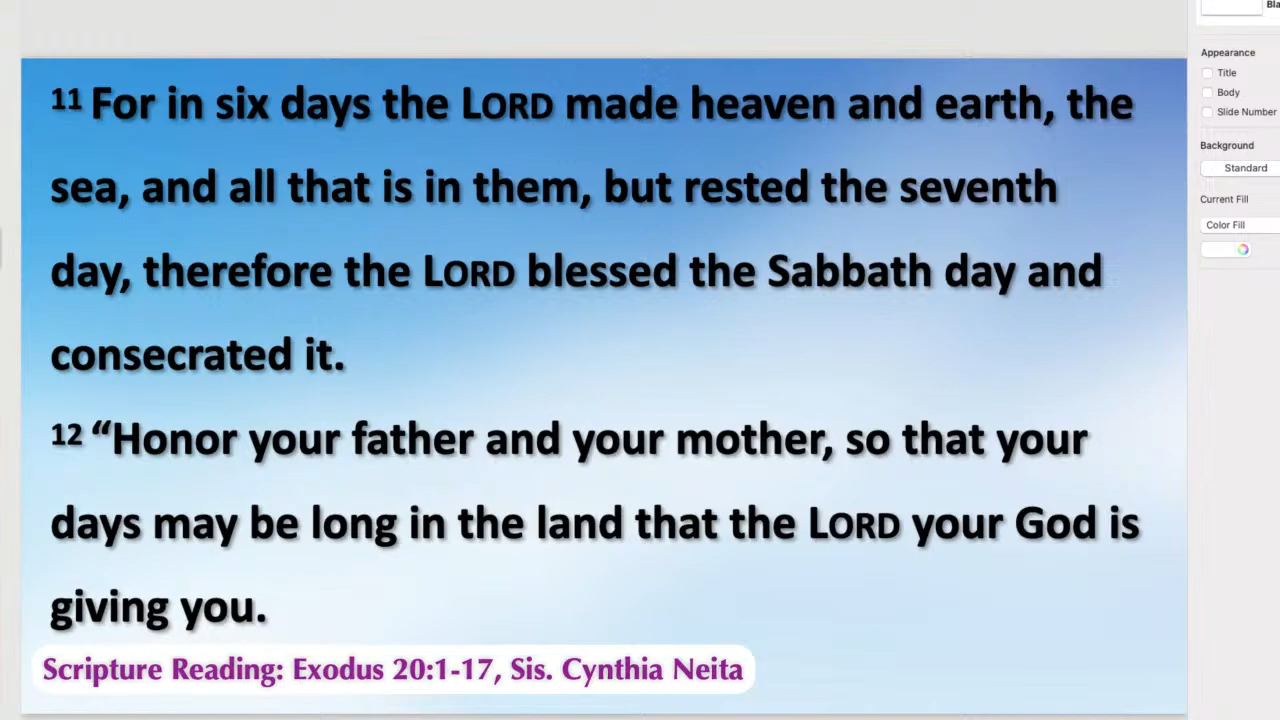 11 For in six days the LORD made heaven and earth, the
sea, and all that is in them, but rested the seventh
day, therefore the LORD blessed the Sabbath day and
consecrated it.
12 “Honor your father and your mother, so that your
days may be long in the land that the LORD your God is
giving you.
Scripture Reading: Exodus 20:1-17, Sis. Cynthia Neita
Appearance
Title
Body
Slide Number
Background
Standard
Current Fill
Color Fill